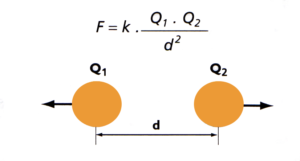 F = k . Q₁ . Q₂ / d²
Q₁ Q₂
d